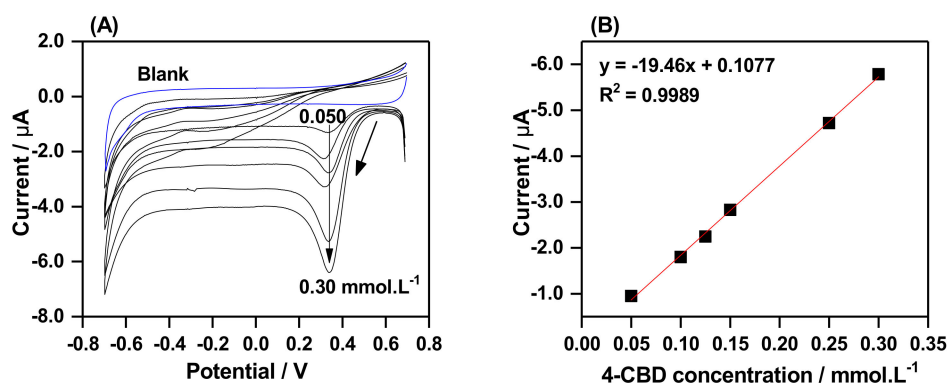 (A)
2.0
0.0
-2.0
-4.0
-6.0
-8.0
Current / µA
Blank
0.050
0.30 mmol.L⁻¹
-0.8 -0.6 -0.4 -0.2 0.0 0.2 0.4 0.6 0.8
Potential / V
(B)
-6.0
-5.0
-4.0
-3.0
-2.0
-1.0
Current / µA
y = -19.46x + 0.1077
R² = 0.9989
0.00 0.05 0.10 0.15 0.20 0.25 0.30 0.35
4-CBD concentration / mmol.L⁻¹